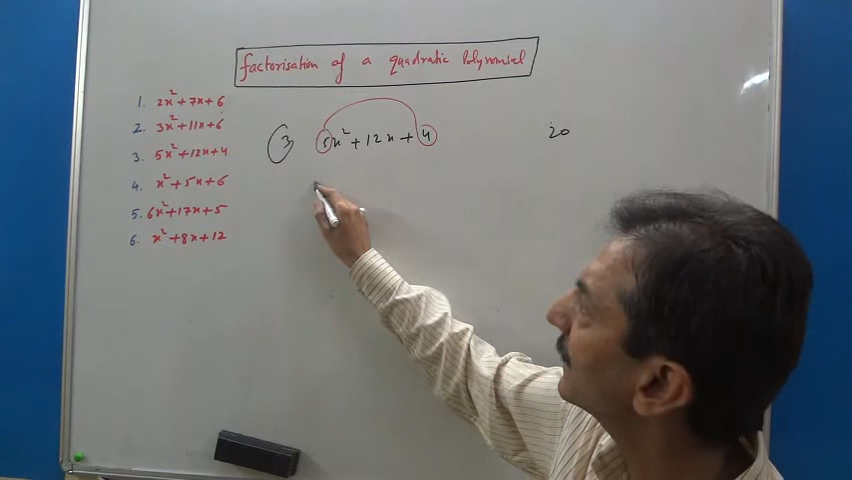 factorisation of a quadratic Polynomial
1. 2x²+7x+6
2. 3x²+11x+6
3. 5x²+12x+4
4. x²+5x+6
5. 6x²+17x+5
6. x²+8x+12
3 5x²+12x+4 20